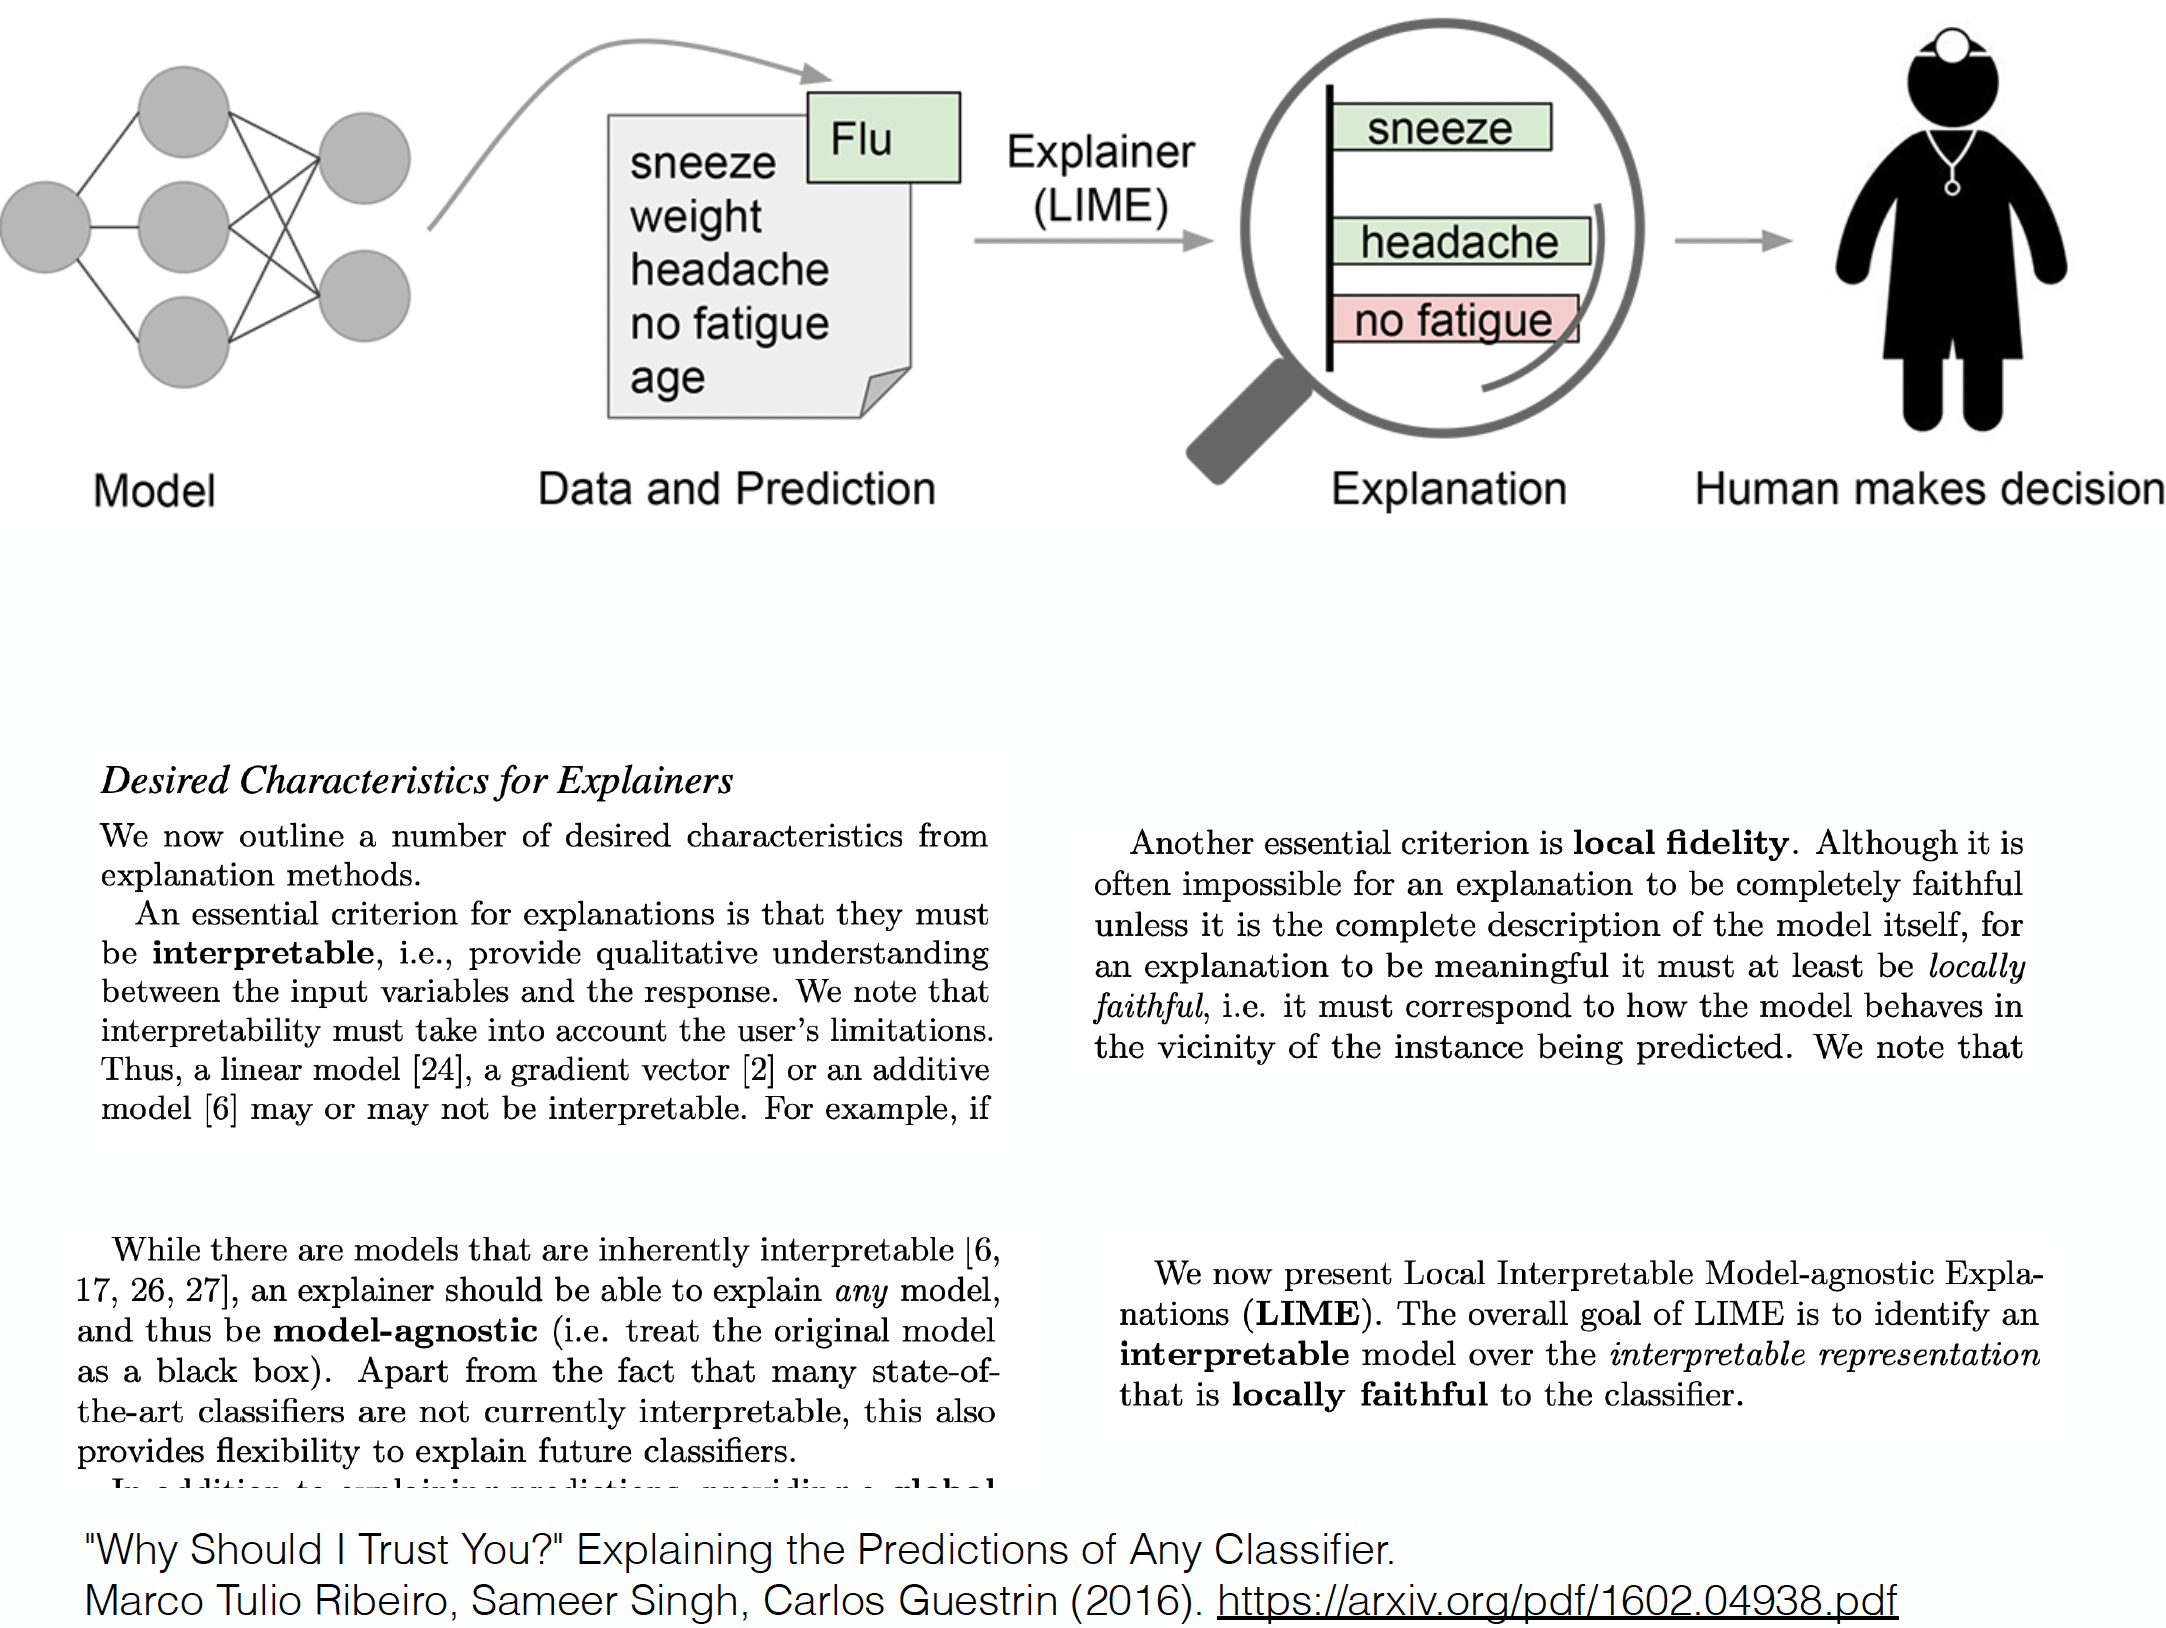 Flu
sneeze
weight
headache
no fatigue
age
Explainer
(LIME)
sneeze
headache
no fatigue
Model
Data and Prediction
Explanation
Human makes decision
Desired Characteristics for Explainers
We now outline a number of desired characteristics from
explanation methods.
An essential criterion for explanations is that they must
be interpretable, i.e., provide qualitative understanding
between the input variables and the response. We note that
interpretability must take into account the user's limitations.
Thus, a linear model [24], a gradient vector [2] or an additive
model [6] may or may not be interpretable. For example, if
Another essential criterion is local fidelity. Although it is
often impossible for an explanation to be completely faithful
unless it is the complete description of the model itself, for
an explanation to be meaningful it must at least be locally
faithful, i.e. it must correspond to how the model behaves in
the vicinity of the instance being predicted. We note that
While there are models that are inherently interpretable [6,
17, 26, 27], an explainer should be able to explain any model,
and thus be model-agnostic (i.e. treat the original model
as a black box). Apart from the fact that many state-of-
the-art classifiers are not currently interpretable, this also
provides flexibility to explain future classifiers.
In addition to explaining predictions, providing a global
We now present Local Interpretable Model-agnostic Expla-
nations (LIME). The overall goal of LIME is to identify an
interpretable model over the interpretable representation
that is locally faithful to the classifier.
"Why Should I Trust You?" Explaining the Predictions of Any Classifier.
Marco Tulio Ribeiro, Sameer Singh, Carlos Guestrin (2016). https://arxiv.org/pdf/1602.04938.pdf